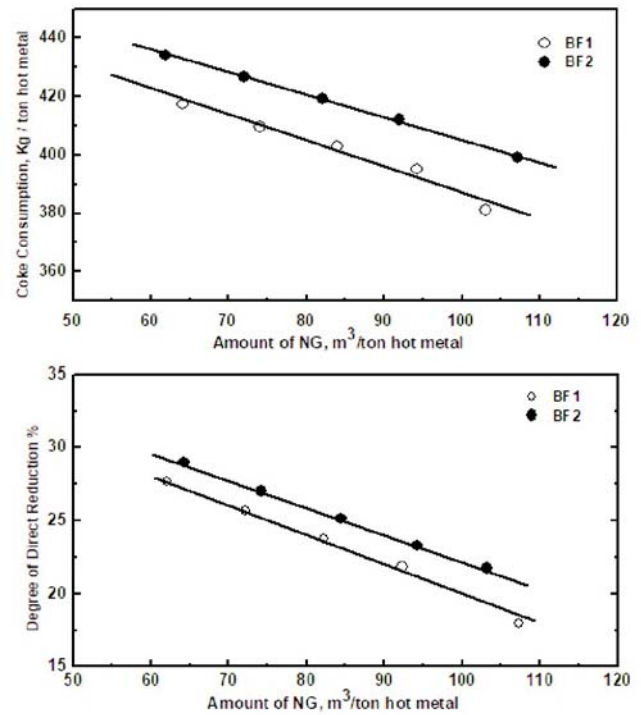 440
420
400
380
360
Coke Consumption, Kg / ton hot metal
BF1
BF2
50 60 70 80 90 100 110 120
Amount of NG, m³/ton hot metal
35
30
25
20
15
Degree of Direct Reduction %
BF1
BF2
50 60 70 80 90 100 110 120
Amount of NG, m³/ton hot metal